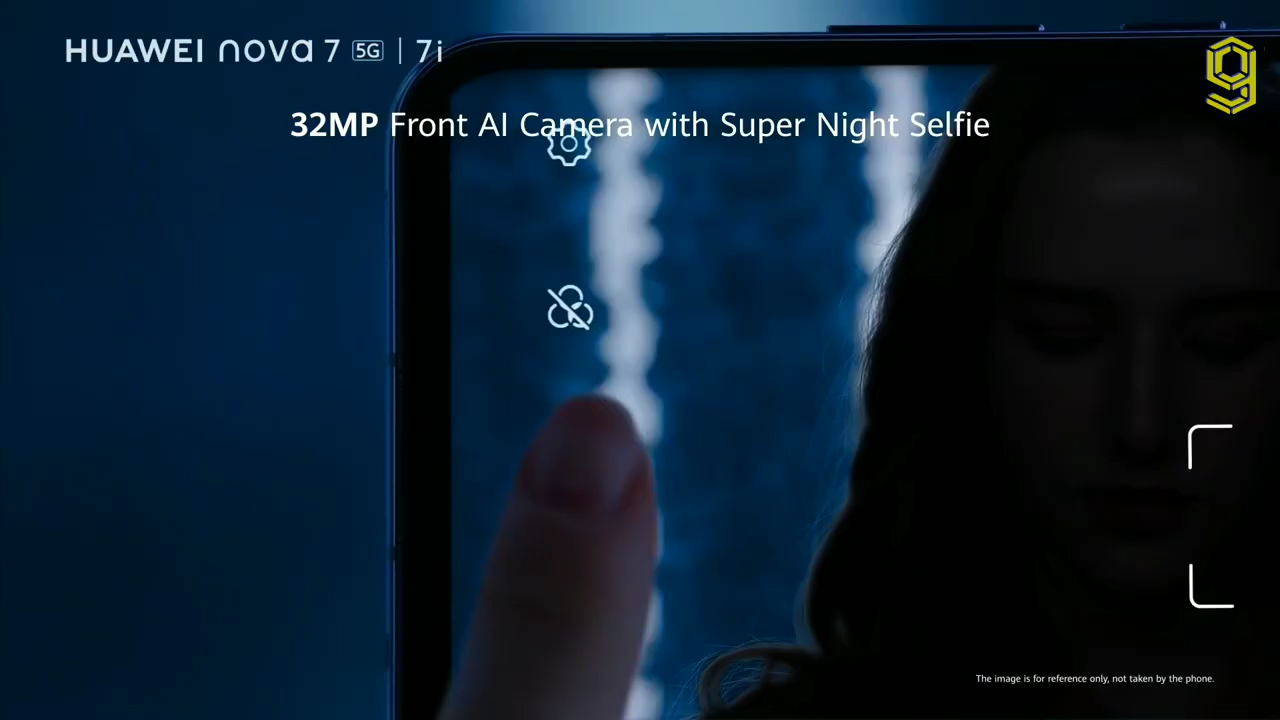 HUAWEI nova 7 5G | 7i
32MP Front AI Camera with Super Night Selfie
The image is for reference only, not taken by the phone.